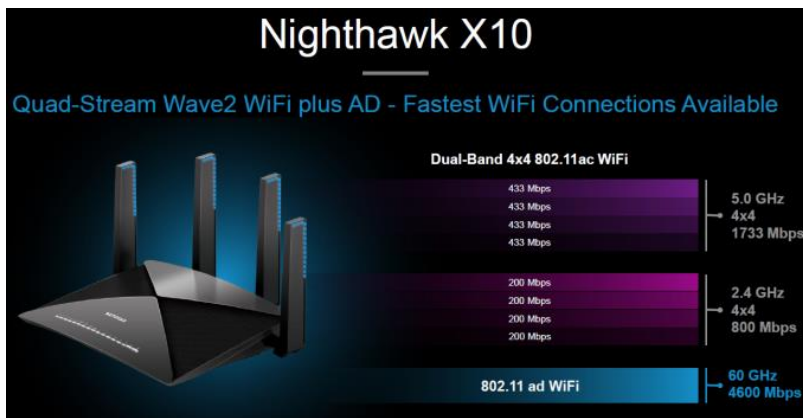 Nighthawk X10
Quad-Stream Wave2 WiFi plus AD - Fastest WiFi Connections Available
Dual-Band 4x4 802.11ac WiFi
433 Mbps
433 Mbps
433 Mbps
433 Mbps
5.0 GHz
4x4
1733 Mbps
200 Mbps
200 Mbps
200 Mbps
200 Mbps
2.4 GHz
4x4
800 Mbps
802.11 ad WiFi
60 GHz
4600 Mbps
NETGEAR